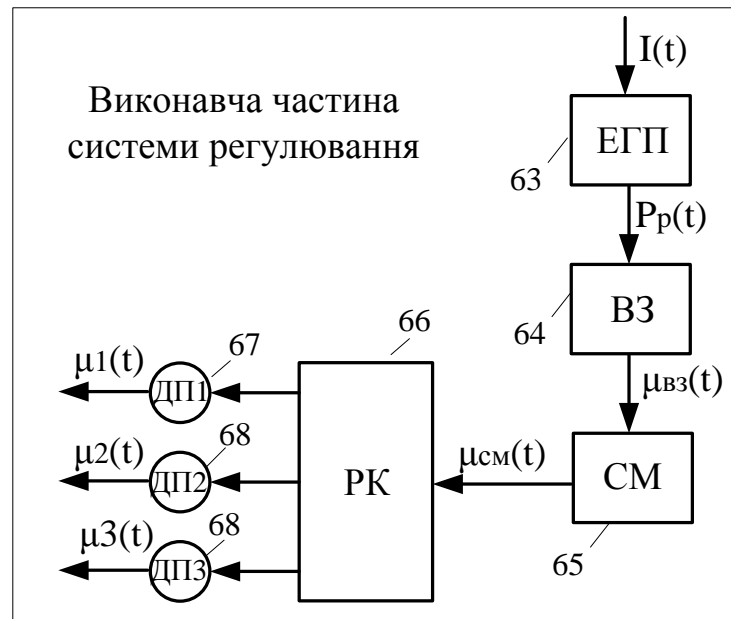 I(t)
Виконавча частина
системи регулювання
ЕГП
63
Pр(t)
ВЗ
64
μвз(t)
СМ
65
μсм(t)
66
РК
67
ДП1
μ1(t)
68
ДП2
μ2(t)
68
ДП3
μ3(t)